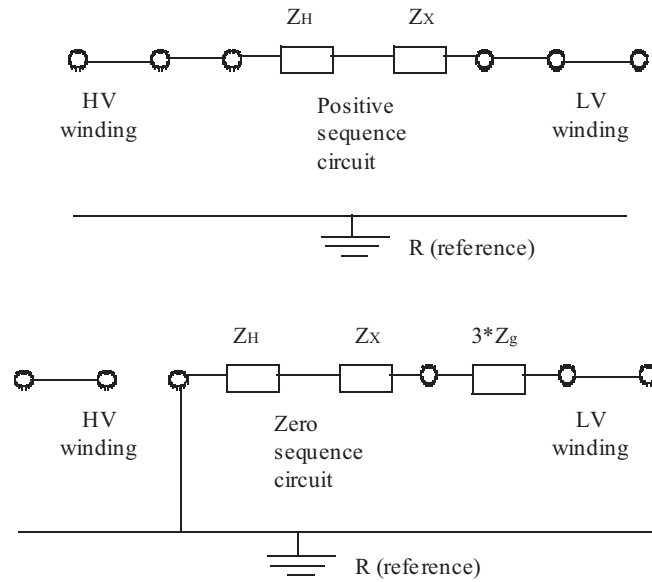 ZH ZX
HV
winding
Positive
sequence
circuit
LV
winding
R (reference)
ZH ZX 3*Zg
HV
winding
Zero
sequence
circuit
LV
winding
R (reference)